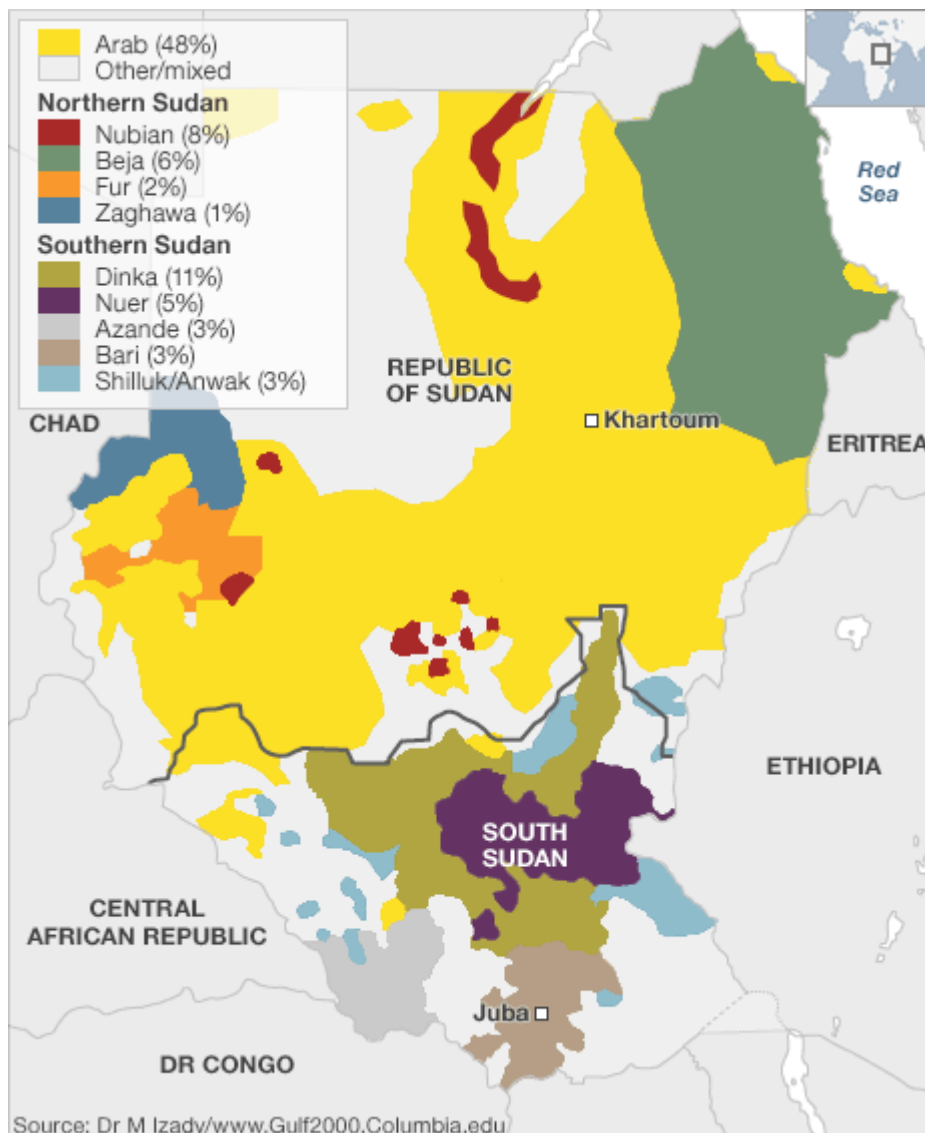 Arab (48%)
Other/mixed
Northern Sudan
Nubian (8%)
Beja (6%)
Fur (2%)
Zaghawa (1%)
Southern Sudan
Dinka (11%)
Nuer (5%)
Azande (3%)
Bari (3%)
Shilluk/Anwak (3%)
Red
Sea
REPUBLIC
OF SUDAN
CHAD
Khartoum
ERITREA
ETHIOPIA
SOUTH
SUDAN
CENTRAL
AFRICAN REPUBLIC
Juba
DR CONGO
Source: Dr M Izady/www.Gulf2000.Columbia.edu